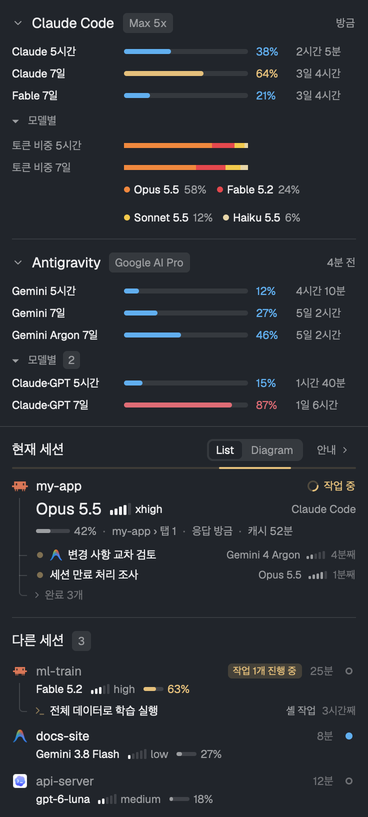 Claude Code Max 5x 방금
Claude 5시간 38% 2시간 5분
Claude 7일 64% 3일 4시간
Fable 7일 21% 3일 4시간
모델별
토큰 비중 5시간
토큰 비중 7일
Opus 5.5 58% Fable 5.2 24%
Sonnet 5.5 12% Haiku 5.5 6%
Antigravity Google AI Pro 4분 전
Gemini 5시간 12% 4시간 10분
Gemini 7일 27% 5일 2시간
Gemini Argon 7일 46% 5일 2시간
모델별 2
Claude·GPT 5시간 15% 1시간 40분
Claude·GPT 7일 87% 1일 6시간
현재 세션 List Diagram 안내 >
my-app 작업 중
Opus 5.5 xhigh Claude Code
42% · my-app › 탭 1 · 응답 방금 · 캐시 52분
변경 사항 교차 검토 Gemini 4 Argon 4분째
세션 만료 처리 조사 Opus 5.5 1분째
> 완료 3개
다른 세션 3
ml-train 작업 1개 진행 중 25분
Fable 5.2 high 63%
전체 데이터로 학습 실행 셸 작업 3시간째
docs-site 8분
Gemini 3.8 Flash low 27%
api-server 12분
gpt-6-luna medium 18%